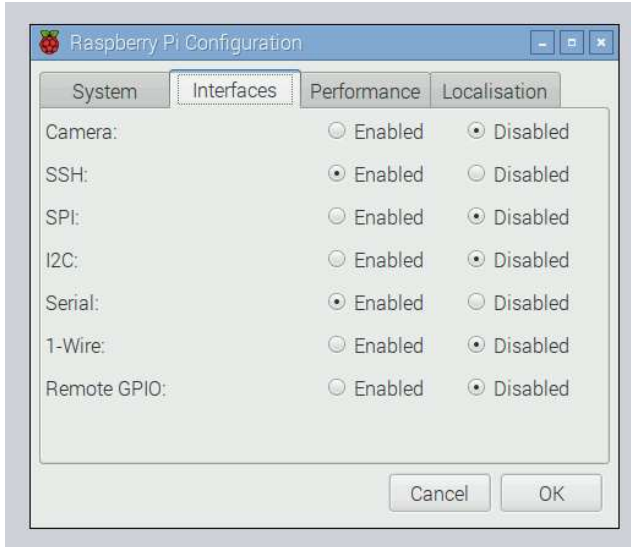 Raspberry Pi Configuration
System Interfaces Performance Localisation
Camera: Enabled Disabled
SSH: Enabled Disabled
SPI: Enabled Disabled
I2C: Enabled Disabled
Serial: Enabled Disabled
1-Wire: Enabled Disabled
Remote GPIO: Enabled Disabled
Cancel OK